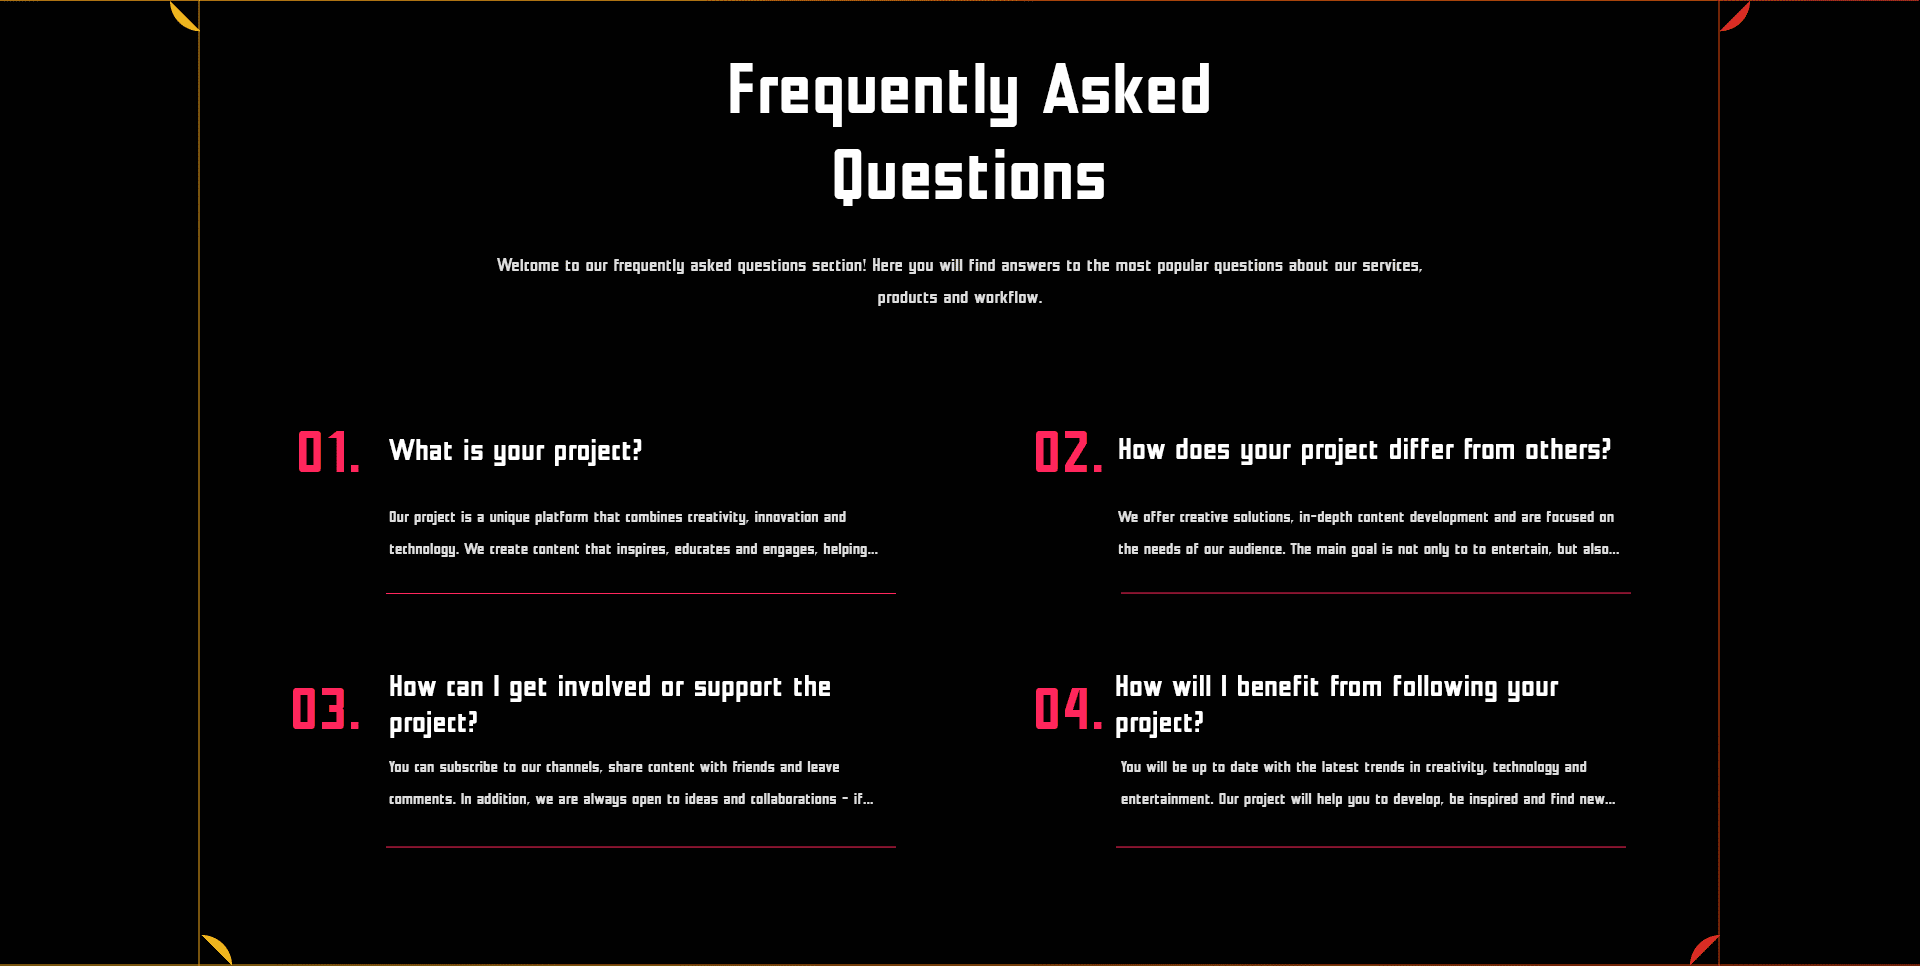 Frequently Asked
Questions
Welcome to our frequently asked questions section! Here you will find answers to the most popular questions about our services,
products and workflow.
01.
What is your project?
Our project is a unique platform that combines creativity, innovation and
technology. We create content that inspires, educates and engages, helping...
02.
How does your project differ from others?
We offer creative solutions, in-depth content development and are focused on
the needs of our audience. The main goal is not only to to entertain, but also...
03.
How can I get involved or support the
project?
You can subscribe to our channels, share content with friends and leave
comments. In addition, we are always open to ideas and collaborations - if...
04.
How will I benefit from following your
project?
You will be up to date with the latest trends in creativity, technology and
entertainment. Our project will help you to develop, be inspired and find new...